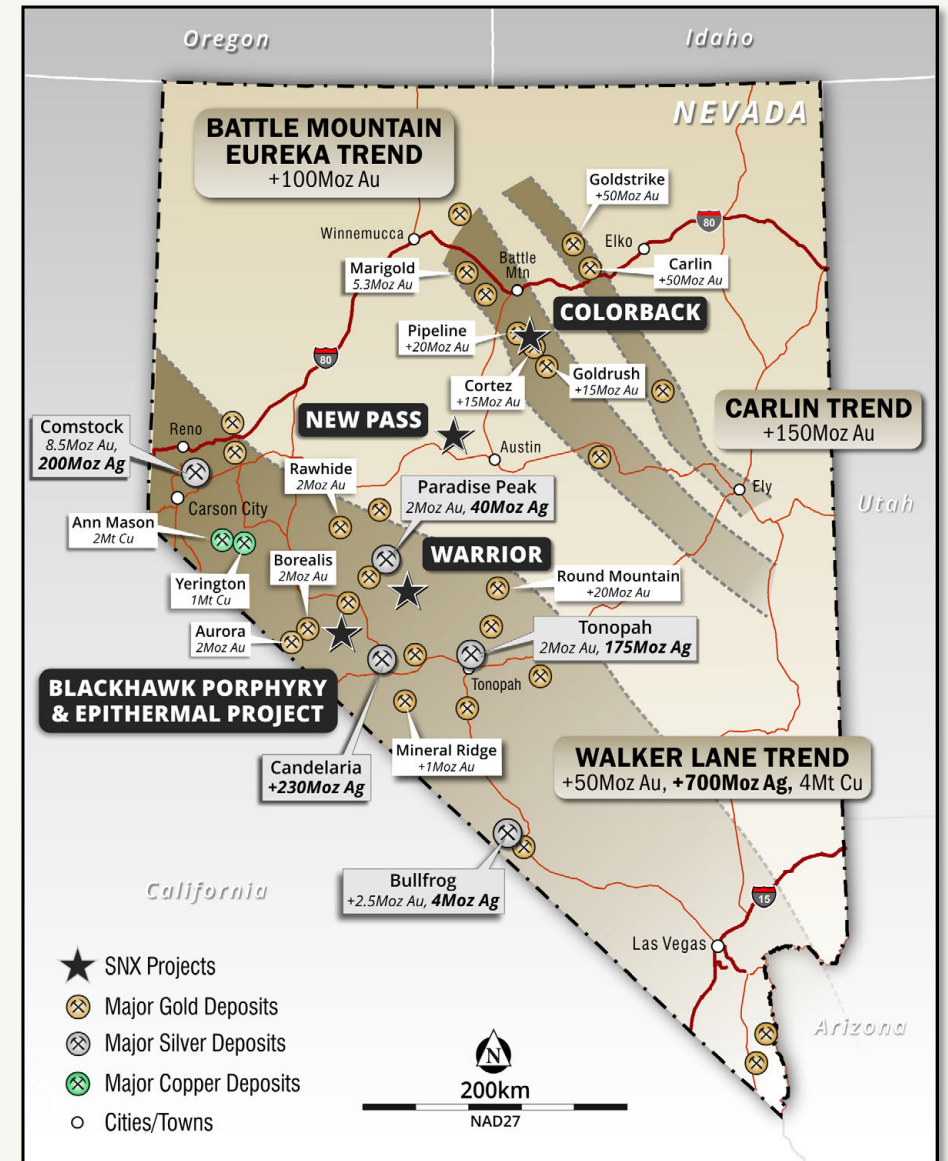 Oregon
Idaho
NEVADA
BATTLE MOUNTAIN
EUREKA TREND
+100Moz Au
Goldstrike
+50Moz Au
80
Winnemucca
Elko
Battle
Mtn
Marigold
5.3Moz Au
Carlin
+50Moz Au
COLORBACK
Pipeline
+20Moz Au
80
Cortez
+15Moz Au
Goldrush
+15Moz Au
CARLIN TREND
+150Moz Au
NEW PASS
Comstock
8.5Moz Au,
200Moz Ag
Reno
Austin
Rawhide
2Moz Au
Paradise Peak
2Moz Au, 40Moz Ag
Ely
Utah
Carson City
Ann Mason
2Mt Cu
WARRIOR
Borealis
2Moz Au
Yerington
1Mt Cu
Round Mountain
+20Moz Au
Aurora
2Moz Au
Tonopah
2Moz Au, 175Moz Ag
Tonopah
BLACKHAWK PORPHYRY
& EPITHERMAL PROJECT
Mineral Ridge
+1Moz Au
Candelaria
+230Moz Ag
WALKER LANE TREND
+50Moz Au, +700Moz Ag, 4Mt Cu
California
Bullfrog
+2.5Moz Au, 4Moz Ag
15
Las Vegas
Arizona
SNX Projects
Major Gold Deposits
Major Silver Deposits
Major Copper Deposits
Cities/Towns
N
200km
NAD27